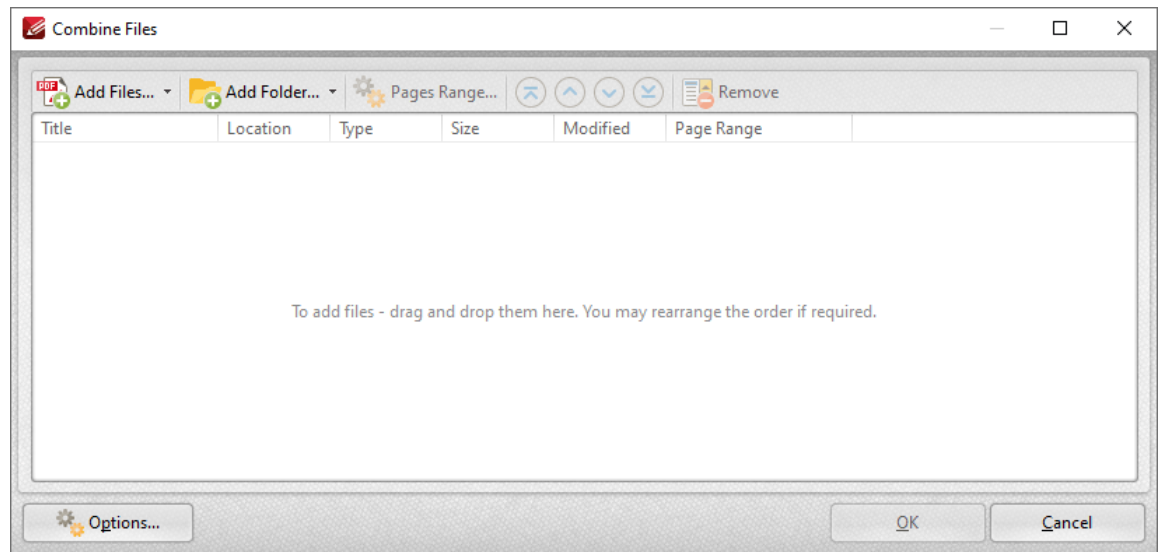 Combine Files
PDF Add Files... Add Folder... Pages Range... Remove
Title Location Type Size Modified Page Range
To add files - drag and drop them here. You may rearrange the order if required.
Options... OK Cancel